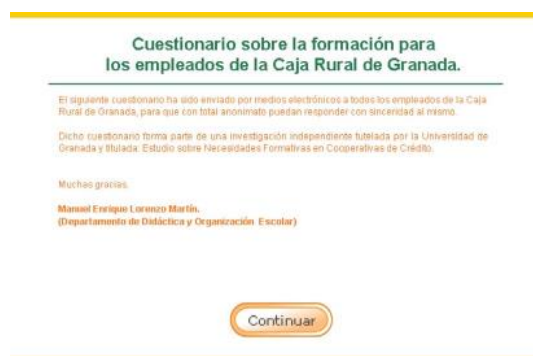 Cuestionario sobre la formación para
los empleados de la Caja Rural de Granada.
El siguiente cuestionario ha sido enviado por medios electrónicos a todos los empleados de la Caja
Rural de Granada, para que con total anonimato puedan responder con sinceridad al mismo.
Dicho cuestionario forma parte de una investigación independiente tutelada por la Universidad de
Granada y titulada: Estudio sobre Necesidades Formativas en Cooperativas de Crédito.
Muchas gracias.
Manuel Enrique Lorenzo Martín.
(Departamento de Didáctica y Organización Escolar)
Continuar